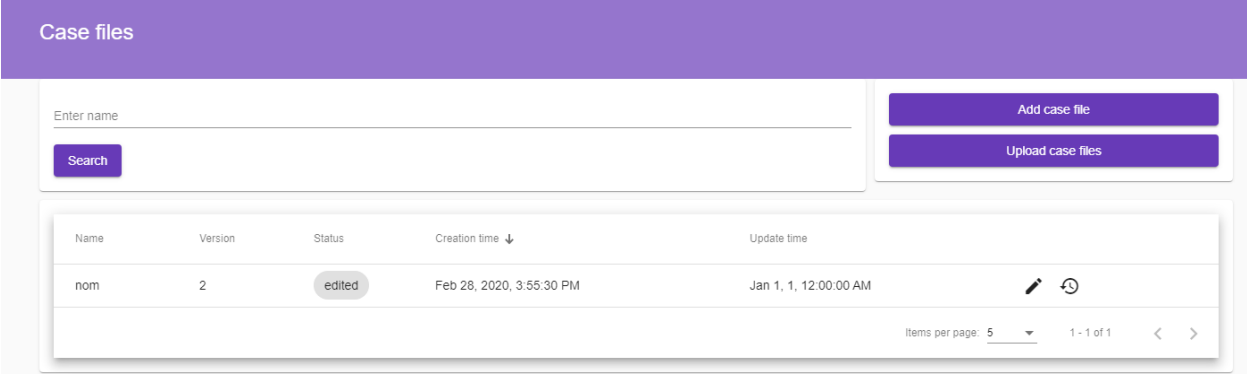 Case files
Enter name
Search
Add case file
Upload case files
Name Version Status Creation time Update time
nom 2 edited Feb 28, 2020, 3:55:30 PM Jan 1, 1, 12:00:00 AM
Items per page: 5 1 - 1 of 1